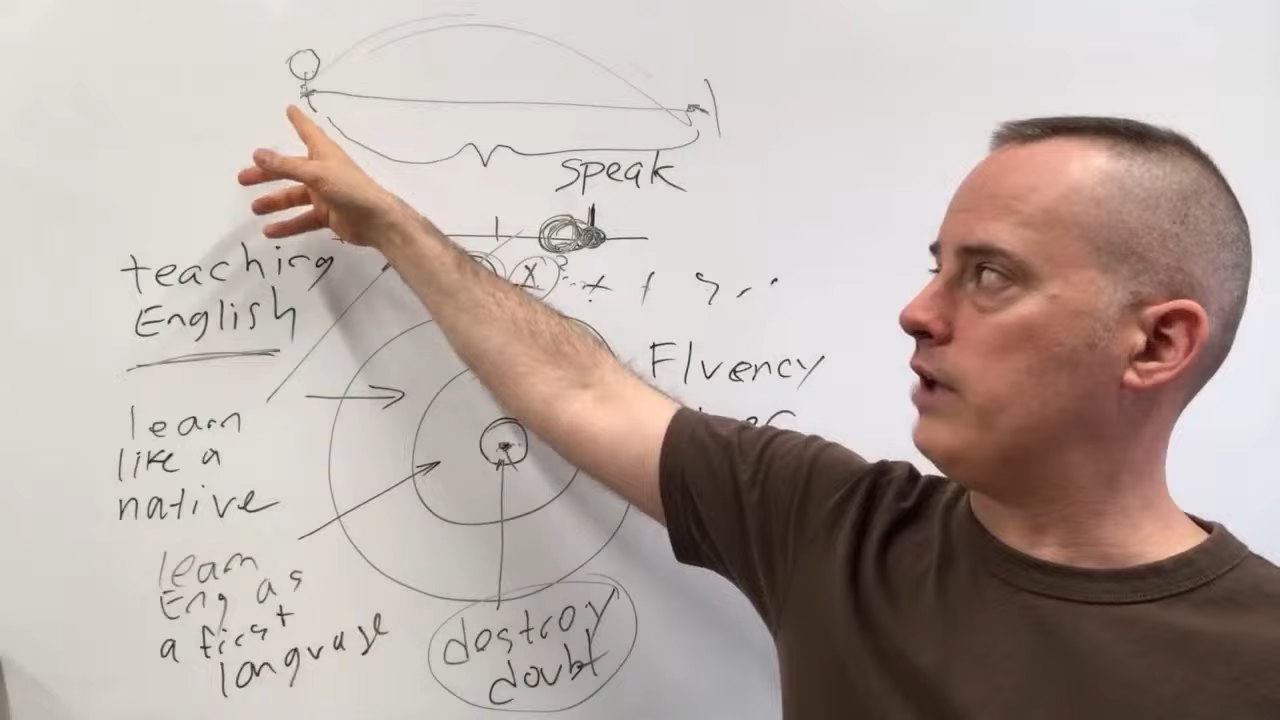 speak
teaching
English
Fluency
learn
like a
native
learn
Eng as
a first
language
destroy
doubt